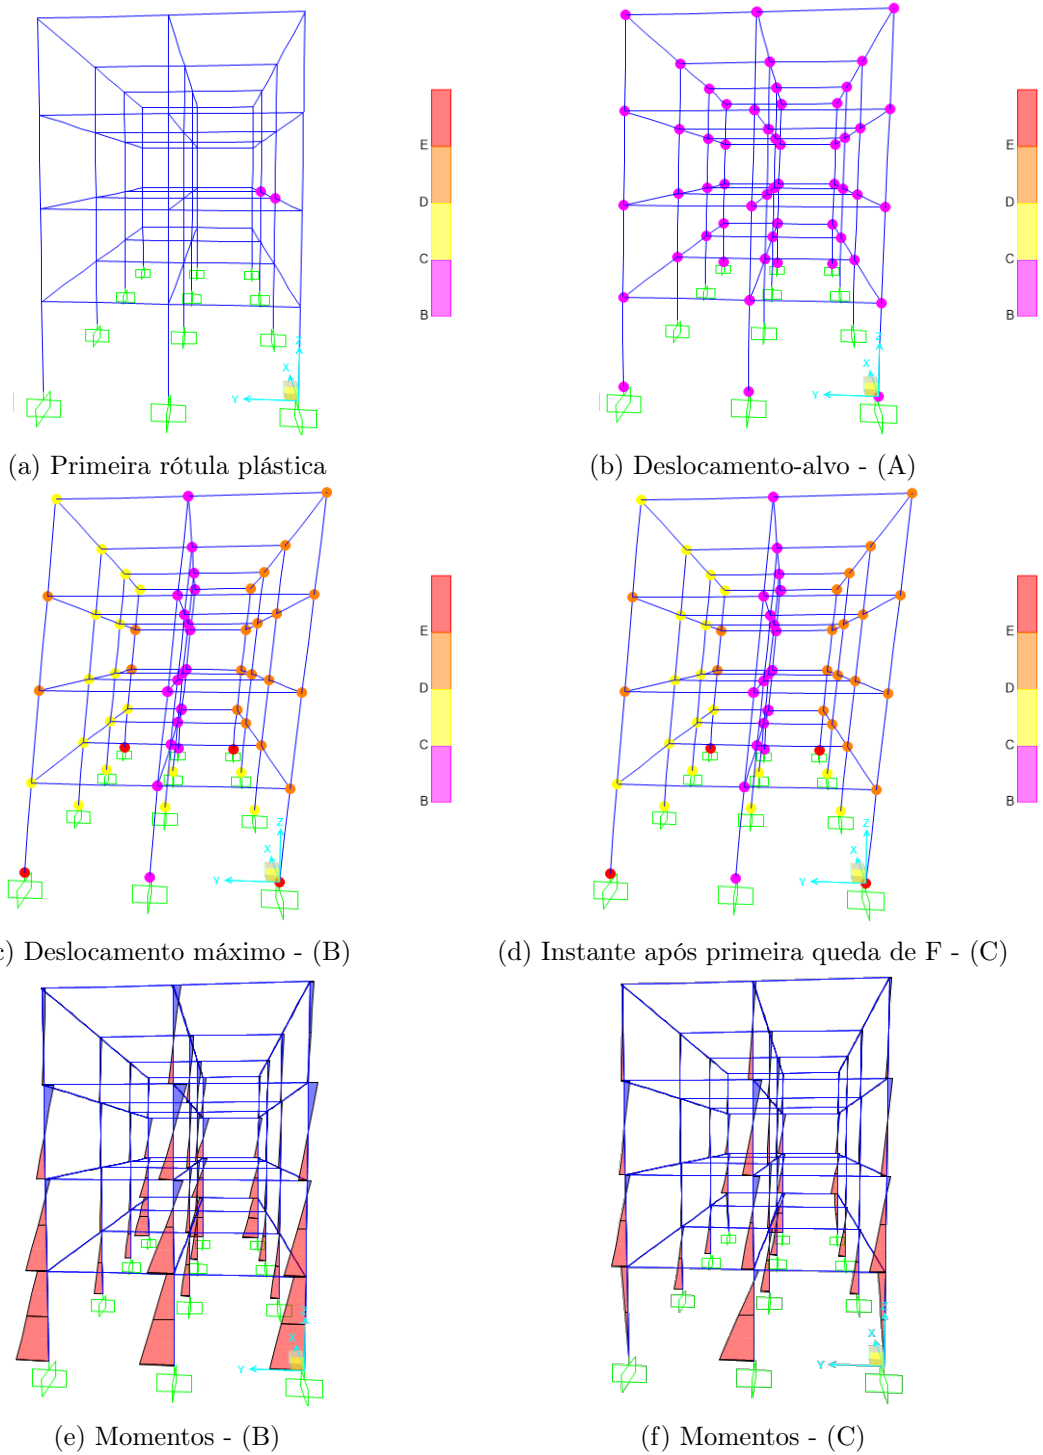 E
D
C
B
Z
X
Y
E
D
C
B
Z
X
Y
(a) Primeira rótula plástica
(b) Deslocamento-alvo - (A)
E
D
C
B
Z
X
Y
E
D
C
B
Z
X
Y
) Deslocamento máximo - (B)
(d) Instante após primeira queda de F - (C)
Z
X
Y
Z
X
Y
(e) Momentos - (B)
(f) Momentos - (C)